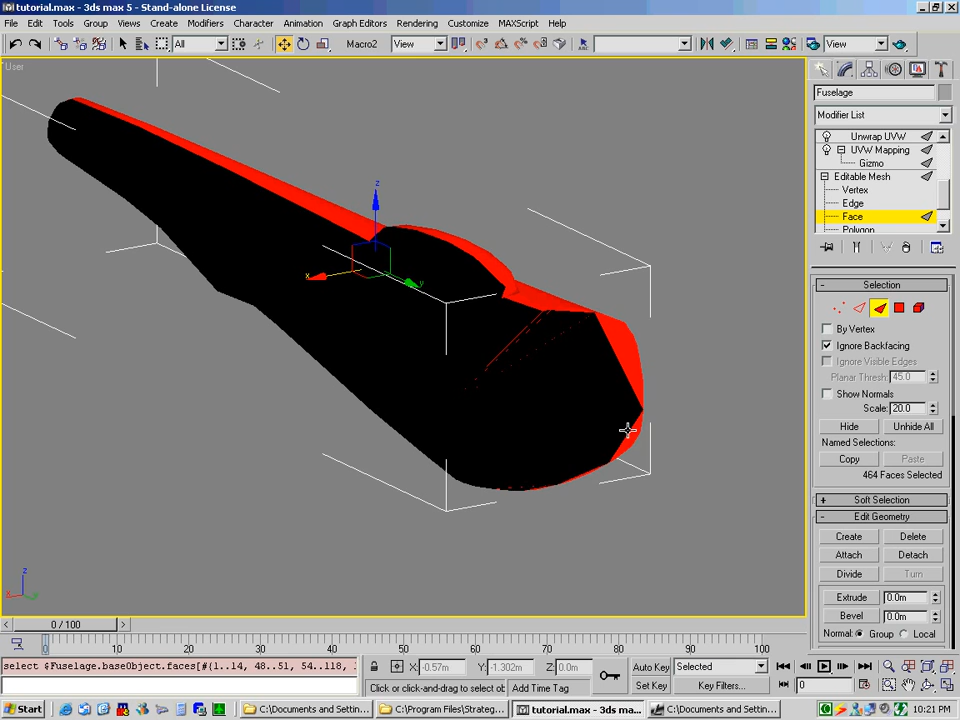 tutorial.max - 3ds max 5 - Stand-alone License
File Edit Tools Group Views Create Modifiers Character Animation Graph Editors Rendering Customize MAXScript Help
All
Macro2
View
View
User
Fuselage
Modifier List
Unwrap UVW
UVW Mapping
Gizmo
Editable Mesh
Vertex
Edge
Face
Polygon
- Selection
By Vertex
Ignore Backfacing
Ignore Visible Edges
Planar Thresh: 45.0
Show Normals
Scale: 20.0
Hide Unhide All
Named Selections:
Copy Paste
464 Faces Selected
+ Soft Selection
- Edit Geometry
Create Delete
Attach Detach
Divide Turn
Extrude 0.0m
Bevel 0.0m
Normal: Group Local
z
x
y
z
x
< 0 / 100 >
0 10 20 30 40 50 60 70 80 90 100
select $Fuselage.baseObject.faces[#{1..14, 48..51, 54..118,
X: -0.57m Y: -1.302m Z: 0.0m
Auto Key Selected
Click or click-and-drag to select ob Add Time Tag
Set Key Key Filters...
0
Start
C:\Documents and Settin...
C:\Program Files\Strateg...
tutorial.max - 3ds ma...
C:\Documents and Settin...
10:21 PM